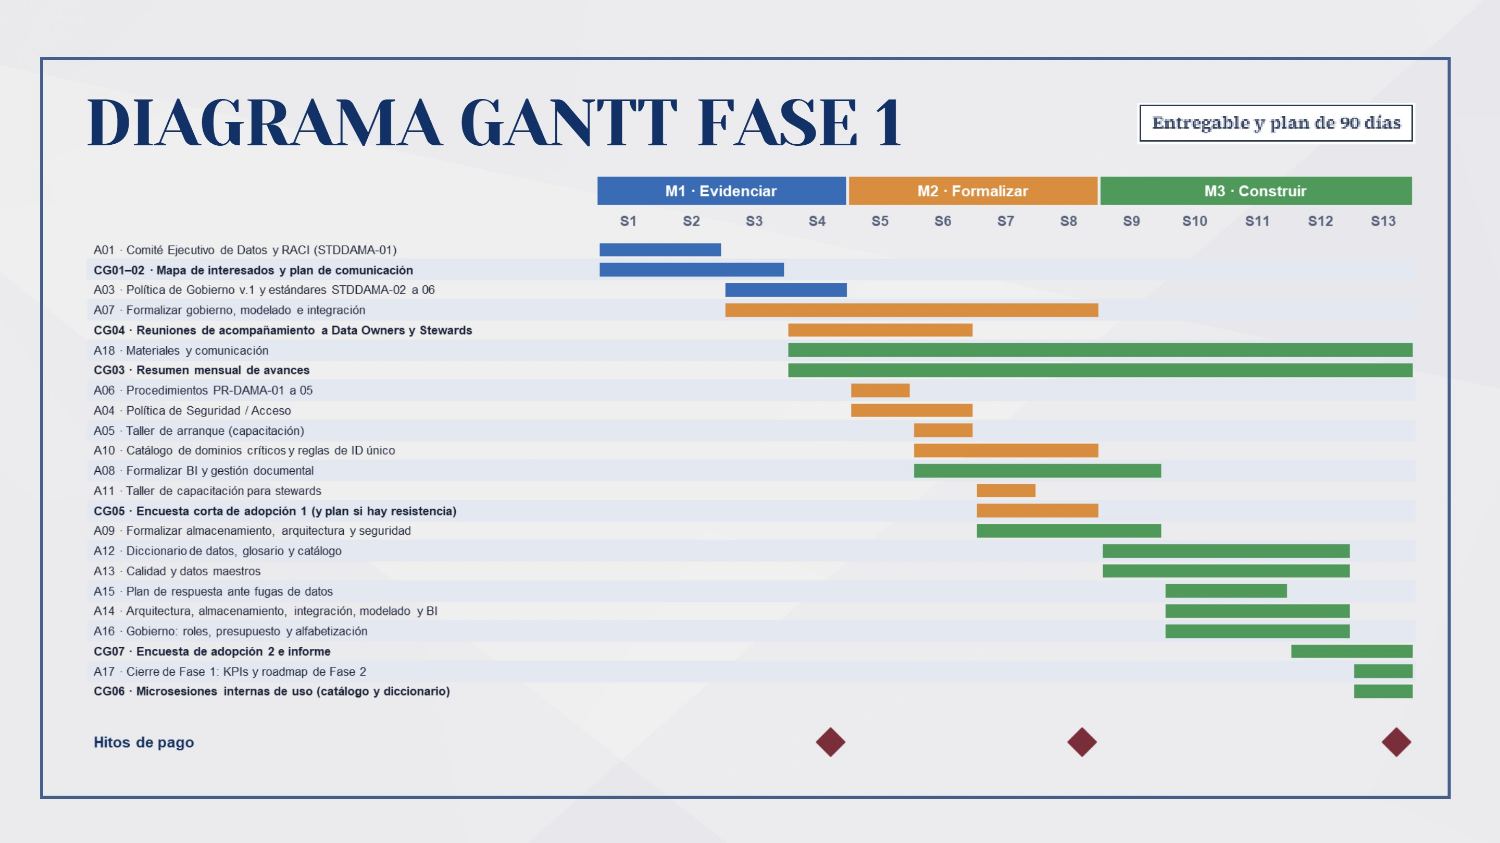 DIAGRAMA GANTT FASE 1
Entregable y plan de 90 días
M1 · Evidenciar M2 · Formalizar M3 · Construir
S1 S2 S3 S4 S5 S6 S7 S8 S9 S10 S11 S12 S13
A01 · Comité Ejecutivo de Datos y RACI (STDDAMA-01)
CG01–02 · Mapa de interesados y plan de comunicación
A03 · Política de Gobierno v.1 y estándares STDDAMA-02 a 06
A07 · Formalizar gobierno, modelado e integración
CG04 · Reuniones de acompañamiento a Data Owners y Stewards
A18 · Materiales y comunicación
CG03 · Resumen mensual de avances
A06 · Procedimientos PR-DAMA-01 a 05
A04 · Política de Seguridad / Acceso
A05 · Taller de arranque (capacitación)
A10 · Catálogo de dominios críticos y reglas de ID único
A08 · Formalizar BI y gestión documental
A11 · Taller de capacitación para stewards
CG05 · Encuesta corta de adopción 1 (y plan si hay resistencia)
A09 · Formalizar almacenamiento, arquitectura y seguridad
A12 · Diccionario de datos, glosario y catálogo
A13 · Calidad y datos maestros
A15 · Plan de respuesta ante fugas de datos
A14 · Arquitectura, almacenamiento, integración, modelado y BI
A16 · Gobierno: roles, presupuesto y alfabetización
CG07 · Encuesta de adopción 2 e informe
A17 · Cierre de Fase 1: KPIs y roadmap de Fase 2
CG06 · Microsesiones internas de uso (catálogo y diccionario)
Hitos de pago